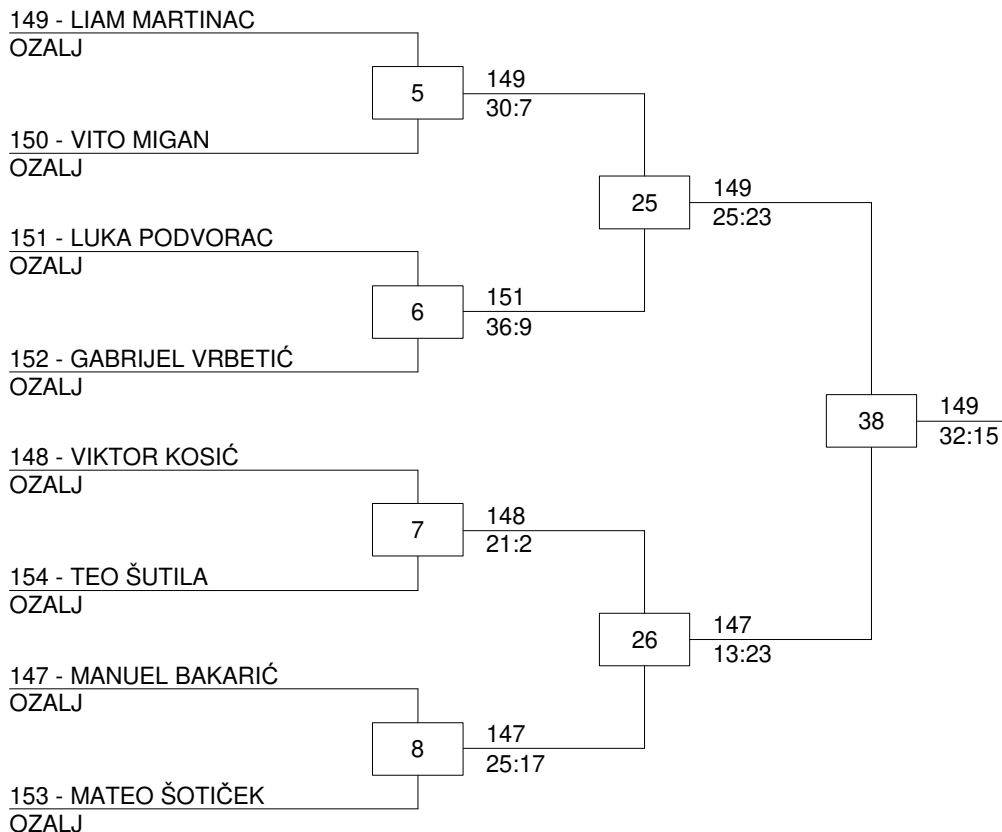 149 - LIAM MARTINAC
OZALJ
5
149
30:7
150 - VITO MIGAN
OZALJ
25
149
25:23
151 - LUKA PODVORAC
OZALJ
6
151
36:9
152 - GABRIJEL VRBETIĆ
OZALJ
38
149
32:15
148 - VIKTOR KOSIĆ
OZALJ
7
148
21:2
154 - TEO ŠUTILA
OZALJ
26
147
13:23
147 - MANUEL BAKARIĆ
OZALJ
8
147
25:17
153 - MATEO ŠOTIČEK
OZALJ